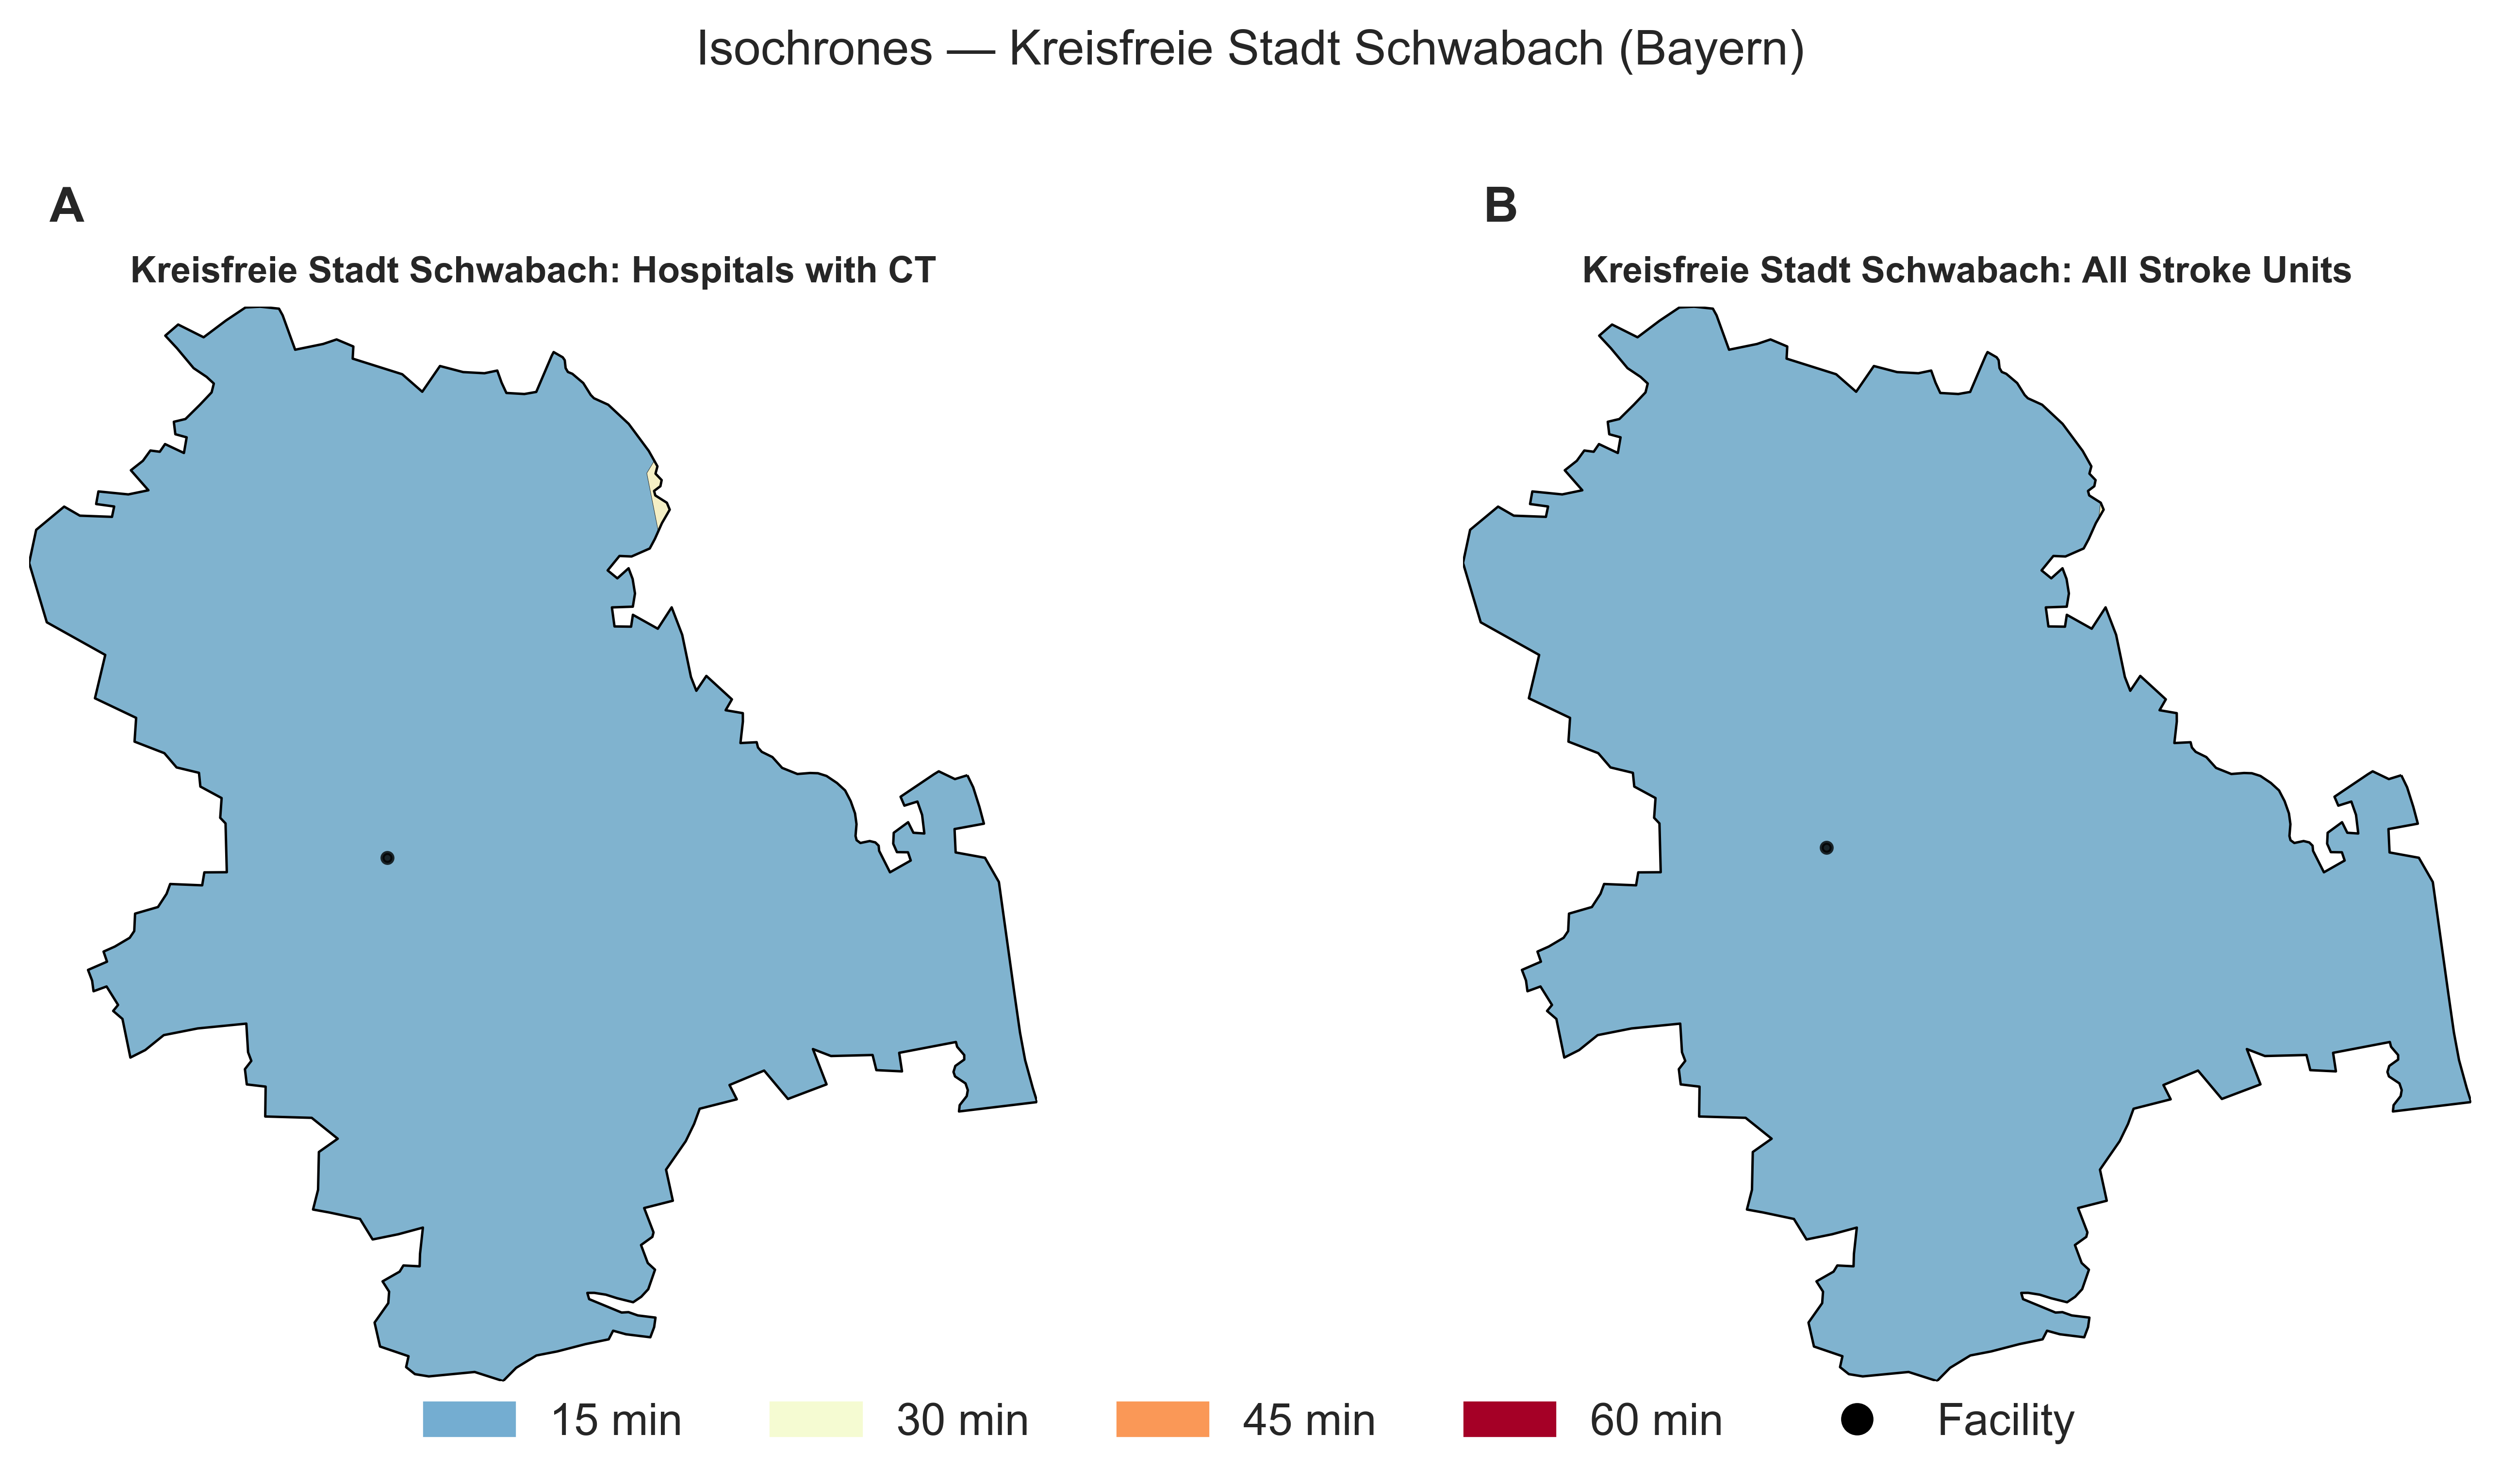 Isochrones — Kreisfreie Stadt Schwabach (Bayern)
A
Kreisfreie Stadt Schwabach: Hospitals with CT
B
Kreisfreie Stadt Schwabach: All Stroke Units
15 min
30 min
45 min
60 min
Facility